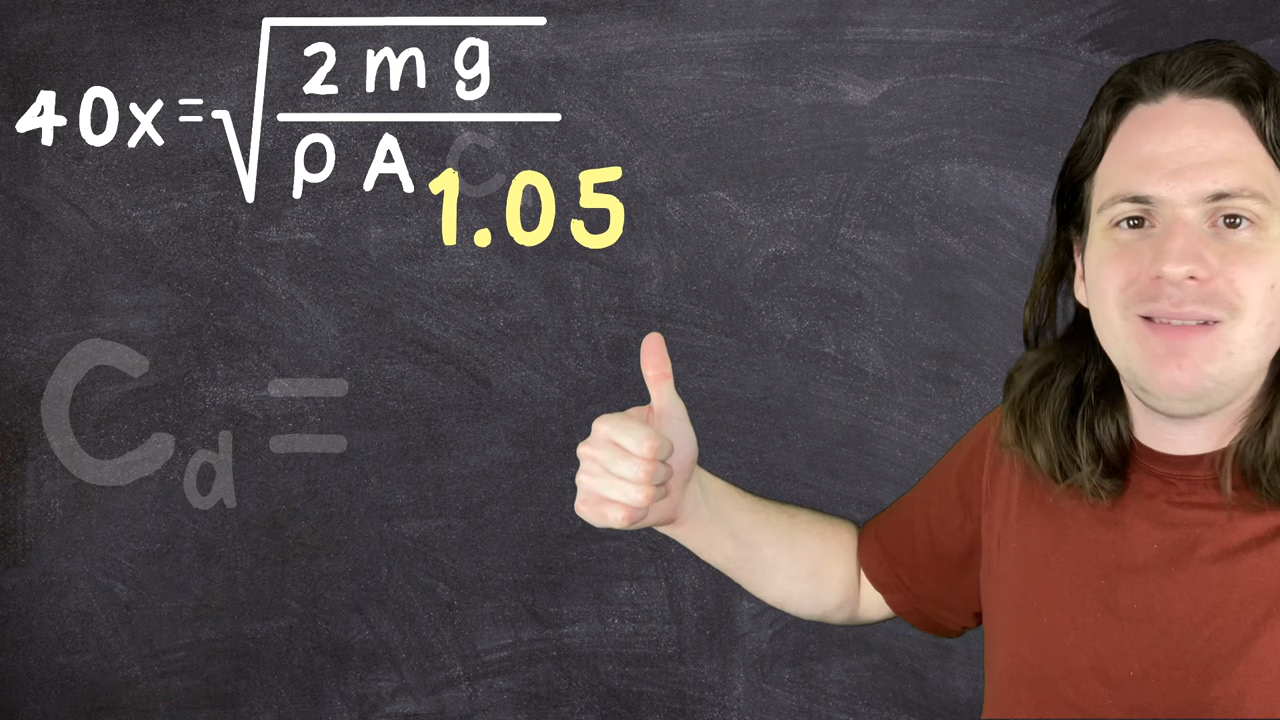 40x = √
2 m g
ρ A C 1.05
C_d =